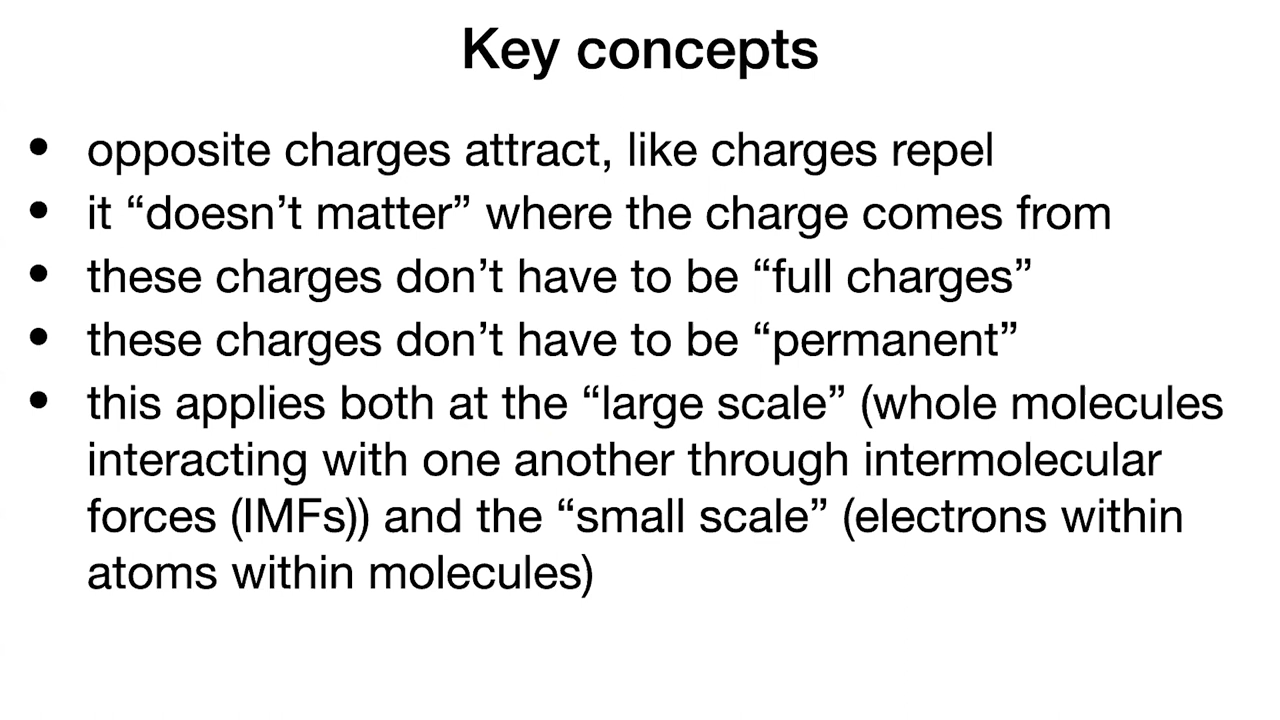 Key concepts
• opposite charges attract, like charges repel
• it “doesn’t matter” where the charge comes from
• these charges don’t have to be “full charges”
• these charges don’t have to be “permanent”
• this applies both at the “large scale” (whole molecules
interacting with one another through intermolecular
forces (IMFs)) and the “small scale” (electrons within
atoms within molecules)